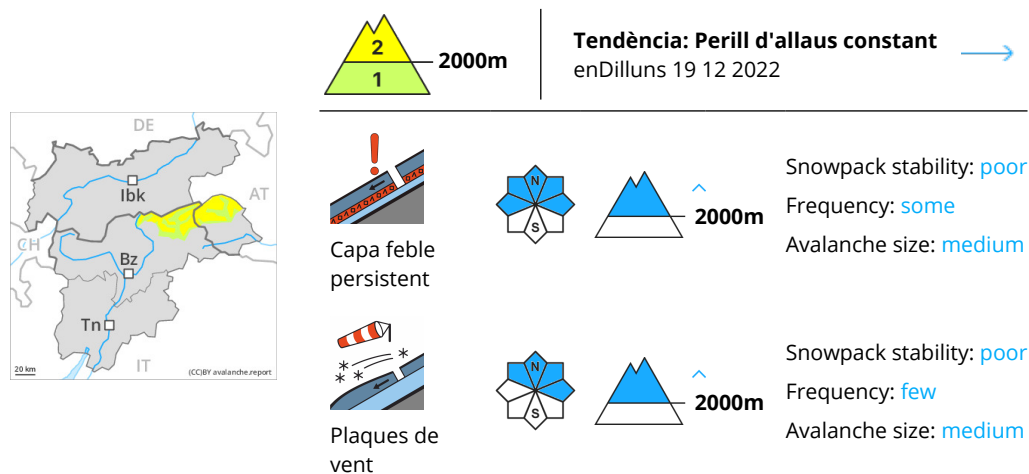 2
1
2000m
Tendència: Perill d'allaus constant
enDilluns 19 12 2022
DE
AT
Ibk
CH
Bz
Tn
IT
20 km
(CC)BY avalanche.report
N
S
2000m
Capa feble
persistent
Snowpack stability: poor
Frequency: some
Avalanche size: medium
N
S
2000m
Plaques de
vent
Snowpack stability: poor
Frequency: few
Avalanche size: medium